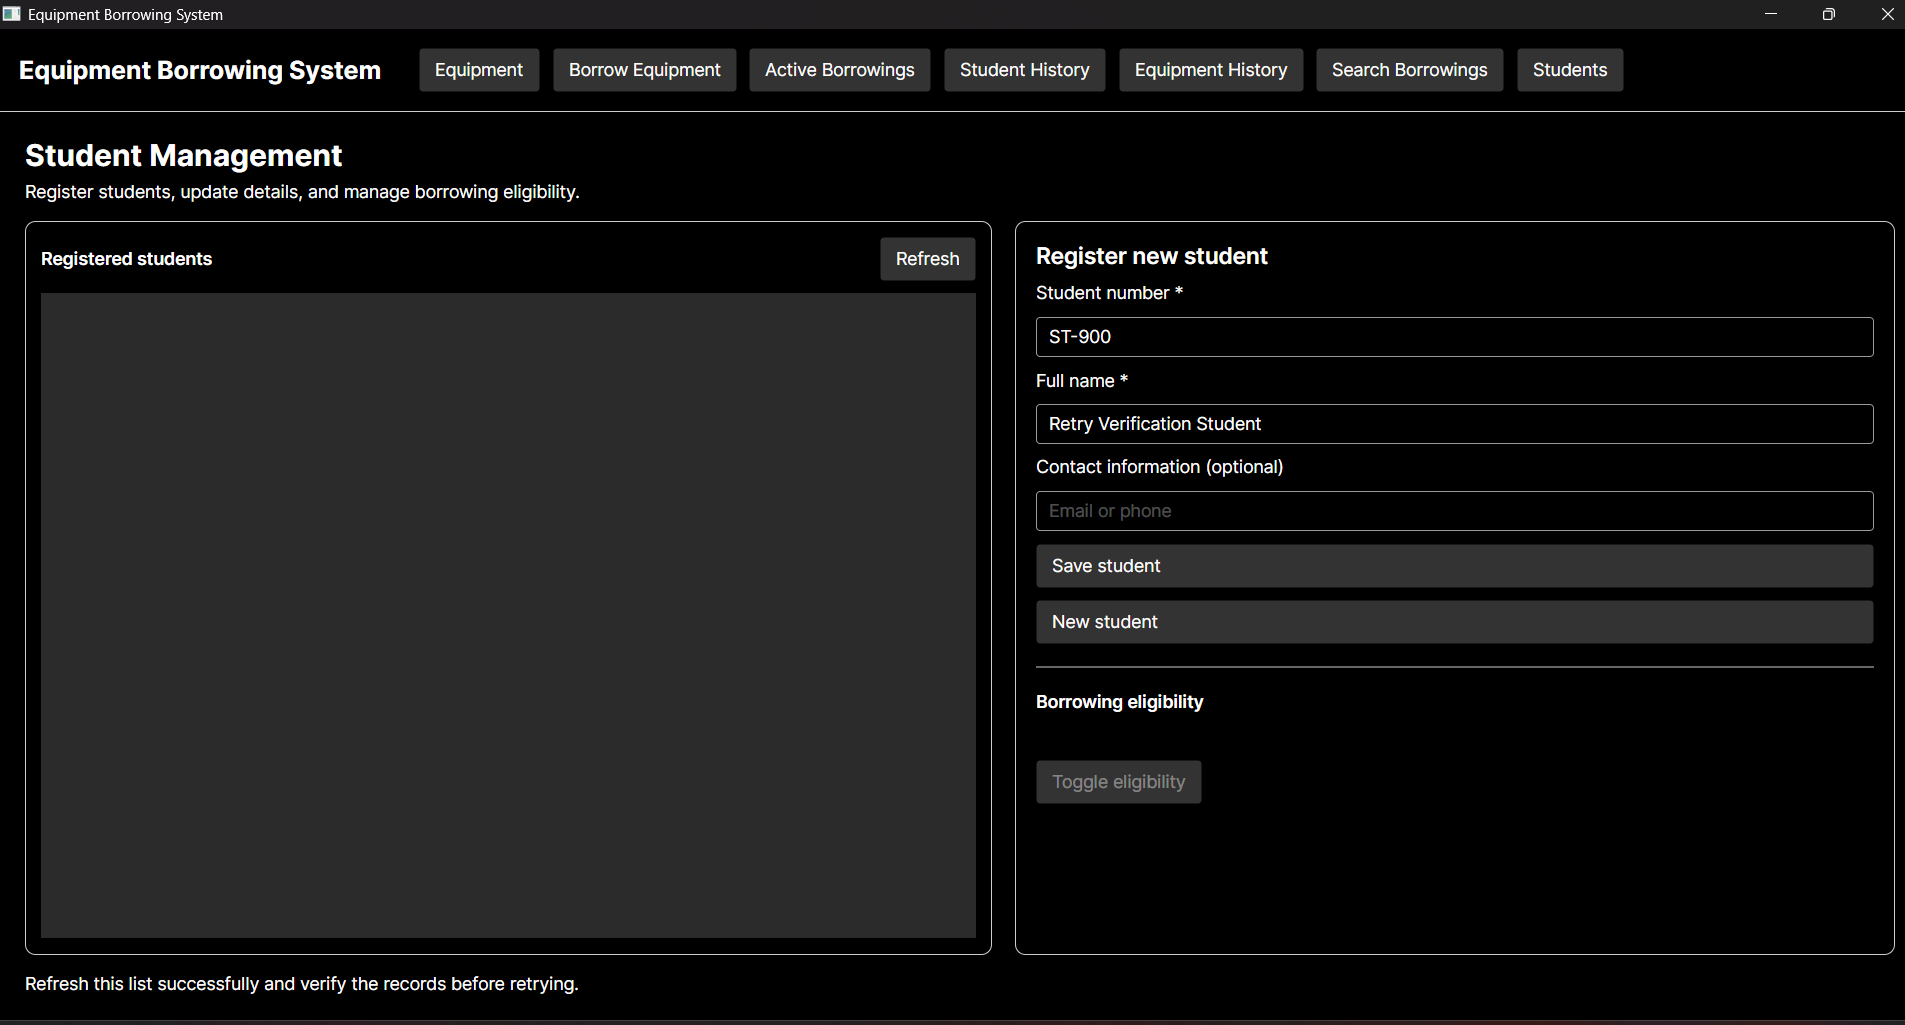 Equipment Borrowing System
Equipment Borrowing System
Equipment
Borrow Equipment
Active Borrowings
Student History
Equipment History
Search Borrowings
Students
Student Management
Register students, update details, and manage borrowing eligibility.
Registered students
Refresh
Register new student
Student number *
ST-900
Full name *
Retry Verification Student
Contact information (optional)
Email or phone
Save student
New student
Borrowing eligibility
Toggle eligibility
Refresh this list successfully and verify the records before retrying.